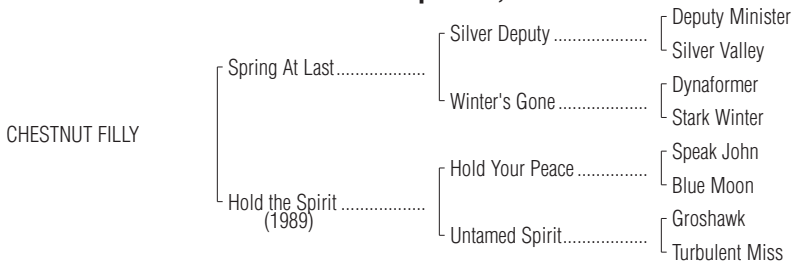 Deputy Minister
Silver Deputy ....................
Silver Valley
Spring At Last...................
Dynaformer
Winter's Gone ...................
Stark Winter
CHESTNUT FILLY
Speak John
Hold Your Peace ...............
Blue Moon
Hold the Spirit ..................
(1989)
Groshawk
Untamed Spirit..................
Turbulent Miss